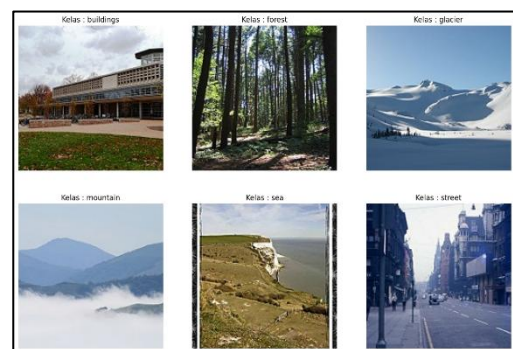 Kelas : buildings
Kelas : forest
Kelas : glacier
Kelas : mountain
Kelas : sea
Kelas : street